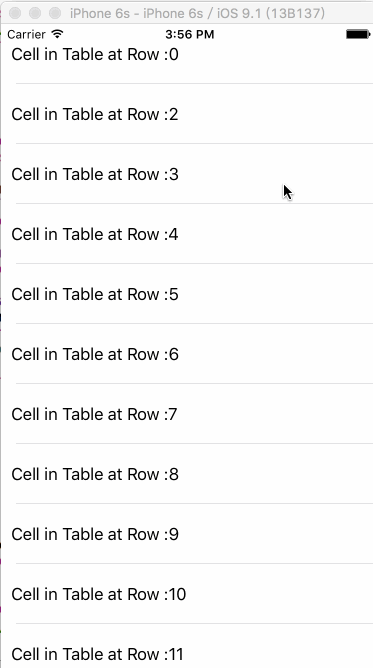 iPhone 6s - iPhone 6s / iOS 9.1 (13B137)
Carrier 3:56 PM
Cell in Table at Row :0
Cell in Table at Row :2
Cell in Table at Row :3
Cell in Table at Row :4
Cell in Table at Row :5
Cell in Table at Row :6
Cell in Table at Row :7
Cell in Table at Row :8
Cell in Table at Row :9
Cell in Table at Row :10
Cell in Table at Row :11